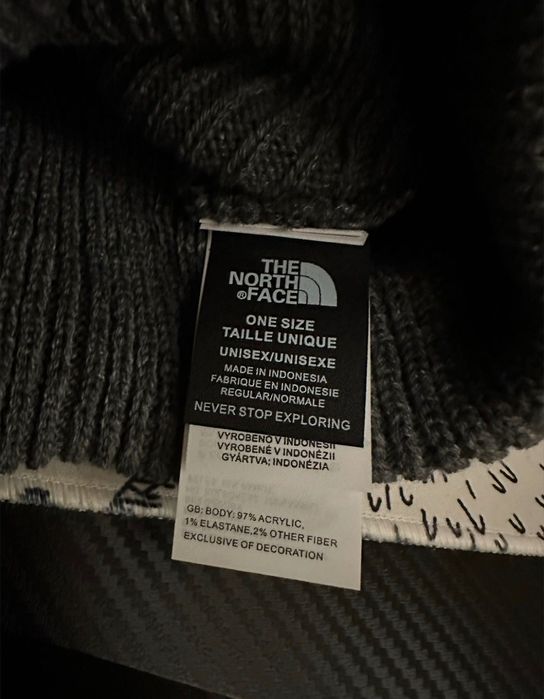 THE
NORTH
®FACE
ONE SIZE
TAILLE UNIQUE
UNISEX/UNISEXE
MADE IN INDONESIA
FABRIQUE EN INDONESIE
REGULAR/NORMALE
NEVER STOP EXPLORING
VYROBENO V INDONÉSII
VYROBENÉ V INDONÉZII
GYÁRTVA; INDONÉZIA
GB: BODY: 97% ACRYLIC,
1% ELASTANE,2% OTHER FIBER
EXCLUSIVE OF DECORATION